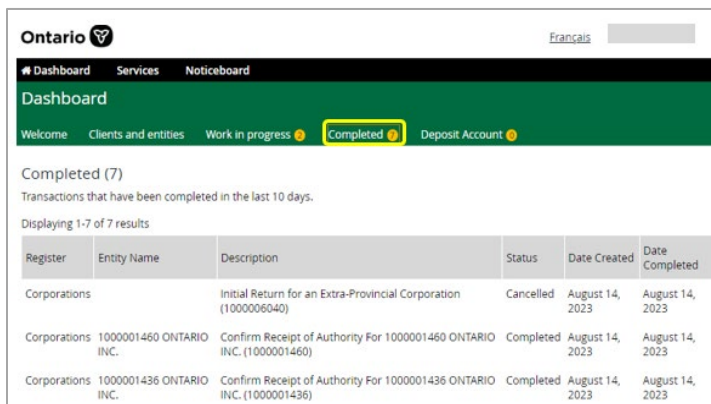 Ontario
Français
Dashboard Services Noticeboard
Dashboard
Welcome Clients and entities Work in progress 2 Completed 7 Deposit Account 0
Completed (7)
Transactions that have been completed in the last 10 days.
Displaying 1-7 of 7 results
Register Entity Name Description Status Date Created Date Completed
Corporations Initial Return for an Extra-Provincial Corporation Cancelled August 14, August 14,
(1000006040) 2023 2023
Corporations 1000001460 ONTARIO Confirm Receipt of Authority For 1000001460 ONTARIO Completed August 14, August 14,
INC. INC. (1000001460) 2023 2023
Corporations 1000001436 ONTARIO Confirm Receipt of Authority For 1000001436 ONTARIO Completed August 14, August 14,
INC. INC. (1000001436) 2023 2023